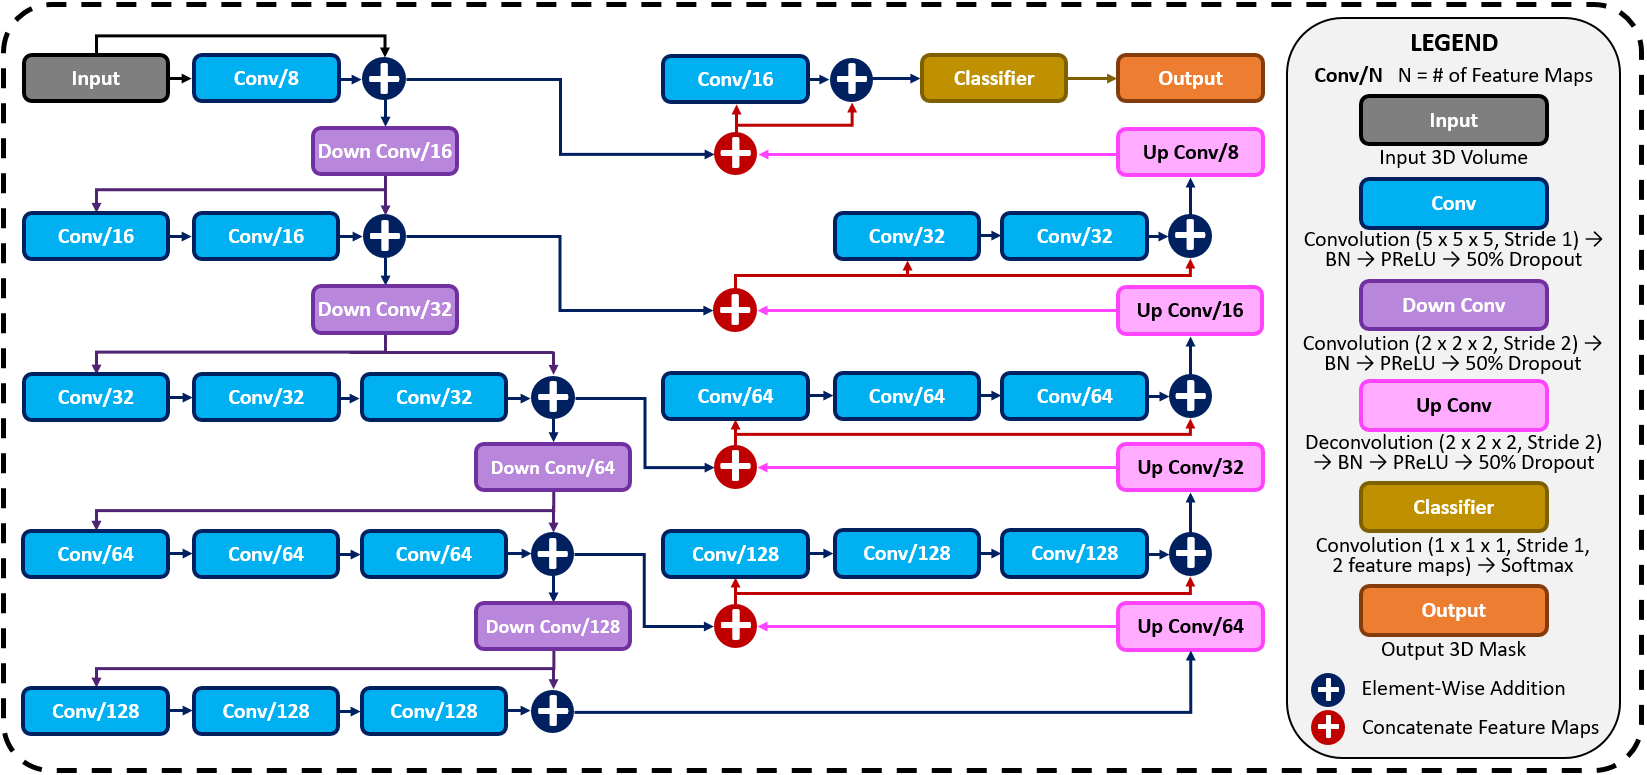 Input
Conv/8
Conv/16
Classifier
Output
Down Conv/16
Up Conv/8
Conv/16
Conv/16
Conv/32
Conv/32
Down Conv/32
Up Conv/16
Conv/32
Conv/32
Conv/32
Conv/64
Conv/64
Conv/64
Down Conv/64
Up Conv/32
Conv/64
Conv/64
Conv/64
Conv/128
Conv/128
Conv/128
Down Conv/128
Up Conv/64
Conv/128
Conv/128
Conv/128
LEGEND
Conv/N N = # of Feature Maps
Input
Input 3D Volume
Conv
Convolution (5 x 5 x 5, Stride 1) →
BN → PReLU → 50% Dropout
Down Conv
Convolution (2 x 2 x 2, Stride 2) →
BN → PReLU → 50% Dropout
Up Conv
Deconvolution (2 x 2 x 2, Stride 2)
→ BN → PReLU → 50% Dropout
Classifier
Convolution (1 x 1 x 1, Stride 1,
2 feature maps) → Softmax
Output
Output 3D Mask
Element-Wise Addition
Concatenate Feature Maps